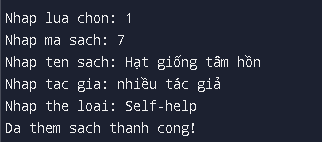 Nhap lua chon: 1
Nhap ma sach: 7
Nhap ten sach: Hạt giống tâm hồn
Nhap tac gia: nhiều tác giả
Nhap the loai: Self-help
Da them sach thanh cong!